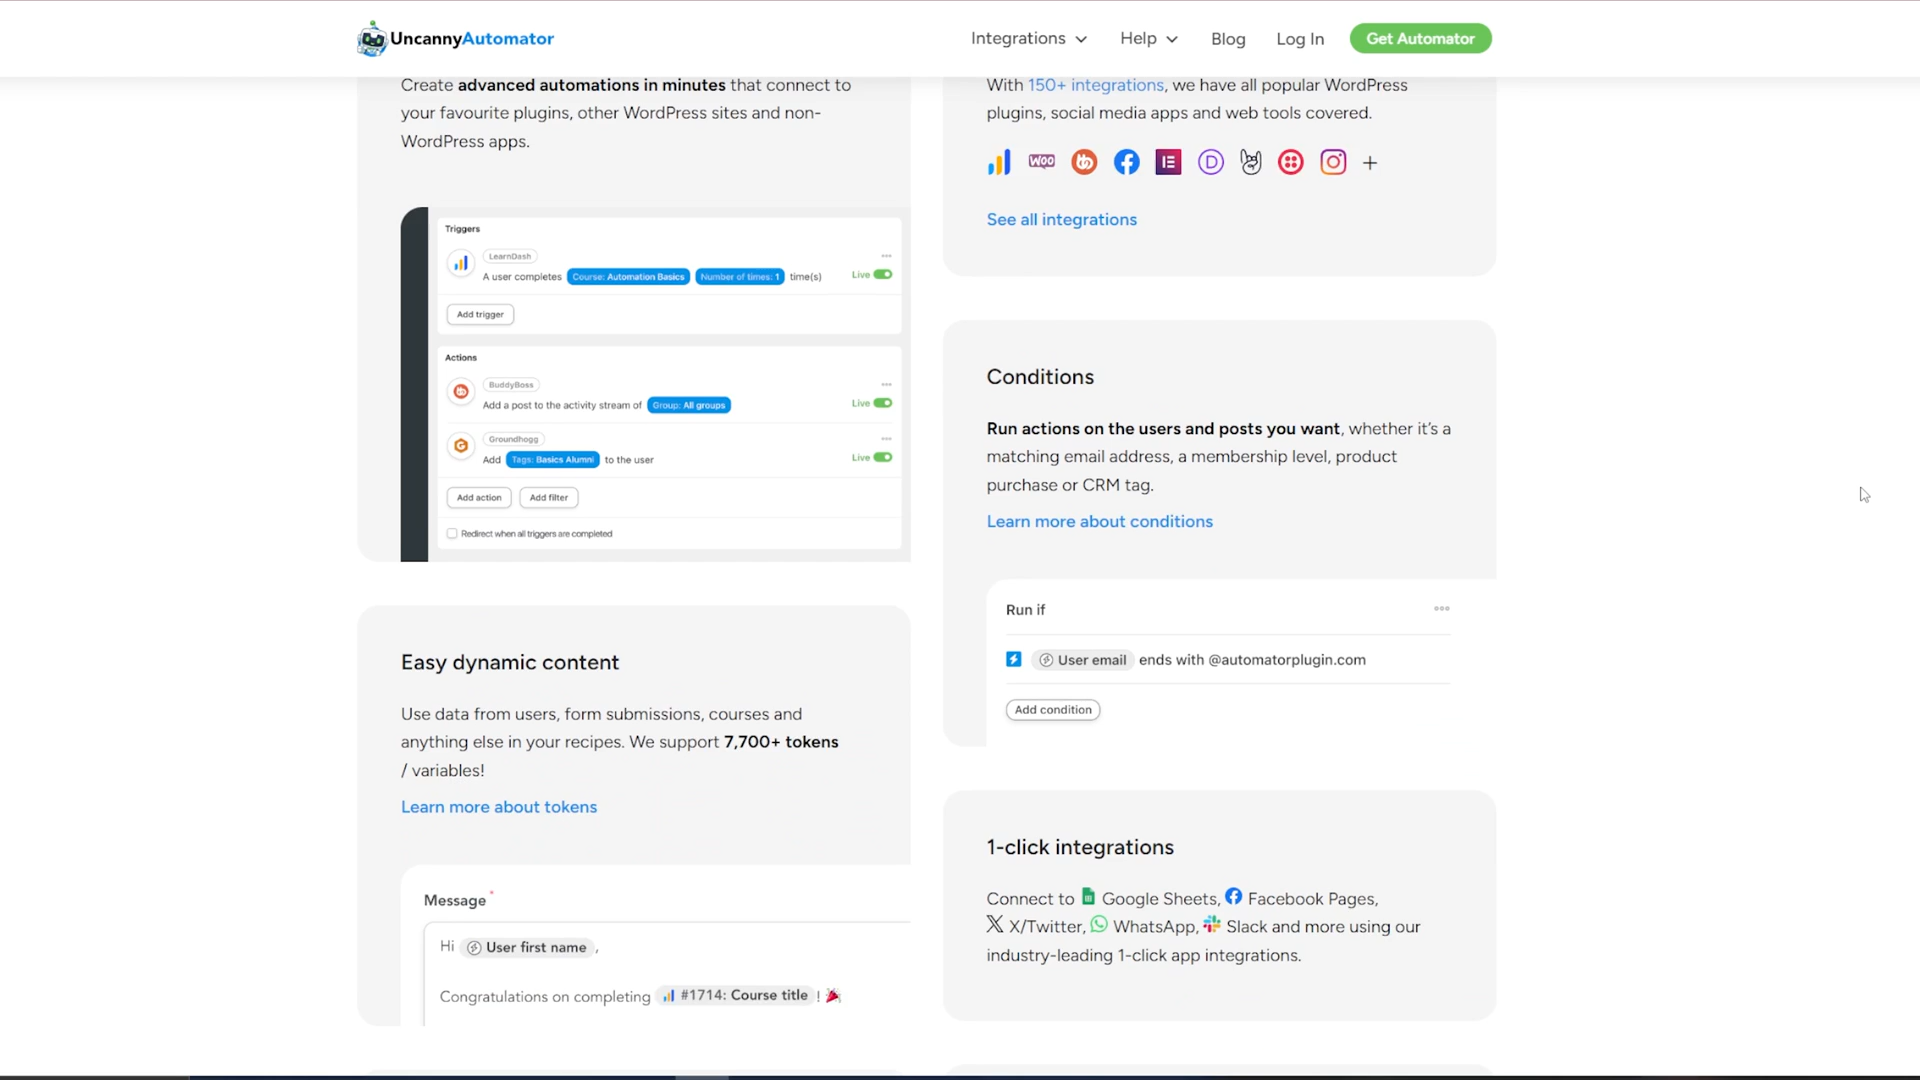 UncannyAutomator
Integrations
Help
Blog
Log In
Get Automator
Create advanced automations in minutes that connect to
your favourite plugins, other WordPress sites and non-
WordPress apps.
Triggers
LearnDash
A user completes Course: Automation Basics Number of times: 1 time(s)
Live
Add trigger
Actions
BuddyBoss
Add a post to the activity stream of Group: All groups
Live
Groundhogg
Add Tags: Basics Alumni to the user
Live
Add action Add filter
Redirect when all triggers are completed
Easy dynamic content
Use data from users, form submissions, courses and
anything else in your recipes. We support 7,700+ tokens
/ variables!
Learn more about tokens
Message *
Hi User first name ,
Congratulations on completing #1714: Course title !
With 150+ integrations, we have all popular WordPress
plugins, social media apps and web tools covered.
WOO
See all integrations
Conditions
Run actions on the users and posts you want, whether it's a
matching email address, a membership level, product
purchase or CRM tag.
Learn more about conditions
Run if
User email ends with @automatorplugin.com
Add condition
1-click integrations
Connect to Google Sheets, Facebook Pages,
X/Twitter, WhatsApp, Slack and more using our
industry-leading 1-click app integrations.